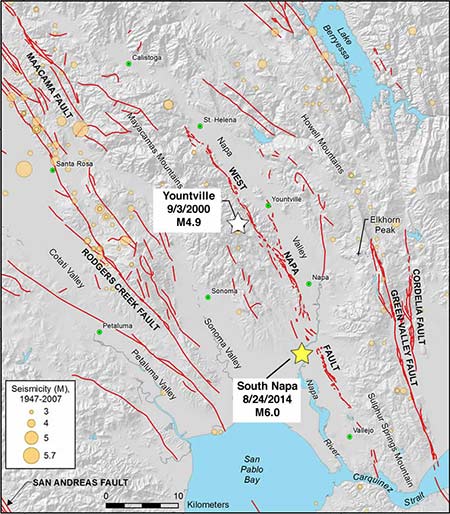 Lake
Berryessa
MAACAMA FAULT
Calistoga
Mayacamas Mountains
St. Helena
Howell Mountains
Napa
Santa Rosa
WEST
Yountville
9/3/2000
M4.9
Yountville
Elkhorn
Peak
Valley
NAPA
Cotati Valley
RODGERS CREEK FAULT
Sonoma
Napa
CORDELIA FAULT
GREEN VALLEY FAULT
Petaluma
Sonoma Valley
Petaluma Valley
FAULT
South Napa
8/24/2014
M6.0
Napa
River
Sulphur Springs Mountain
Vallejo
Seismicity (M),
1947-2007
3
4
5
5.7
San
Pablo
Bay
Carquinez
Strait
SAN ANDREAS FAULT
0
10
Kilometers